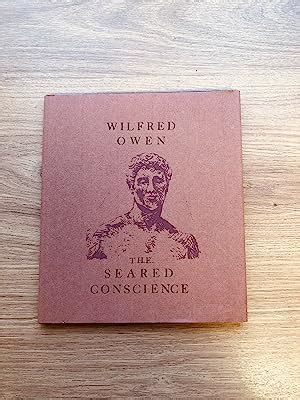 WILFRED
OWEN
THE
SEARED
CONSCIENCE